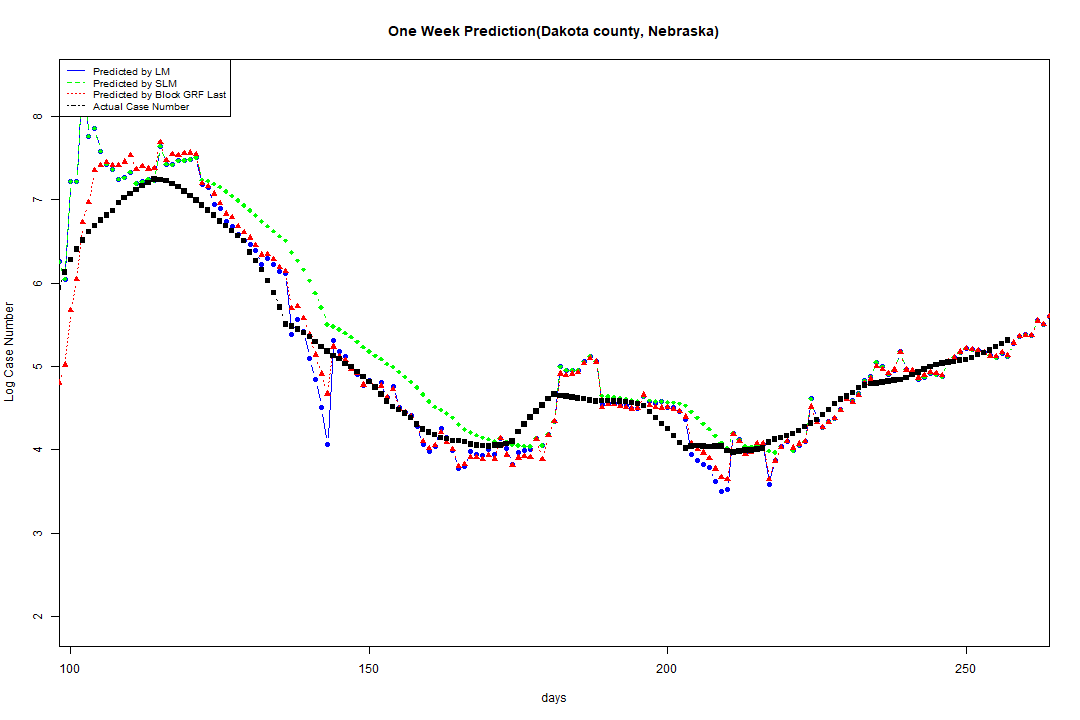 One Week Prediction(Dakota county, Nebraska)
Predicted by LM
Predicted by SLM
Predicted by Block GRF Last
Actual Case Number
8
7
6
5
4
3
2
Log Case Number
100 150 200 250
days